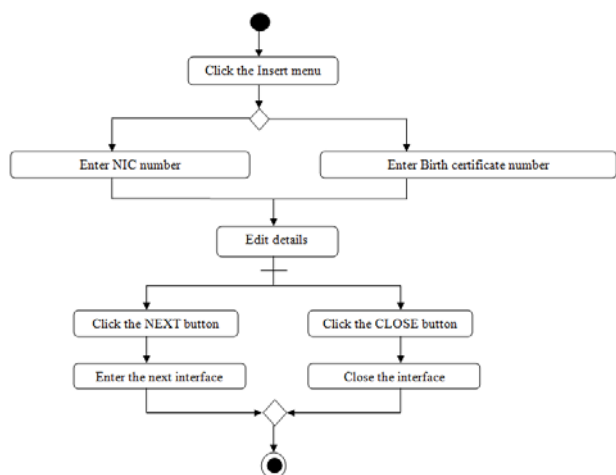 Click the Insert menu
Enter NIC number
Enter Birth certificate number
Edit details
Click the NEXT button
Click the CLOSE button
Enter the next interface
Close the interface